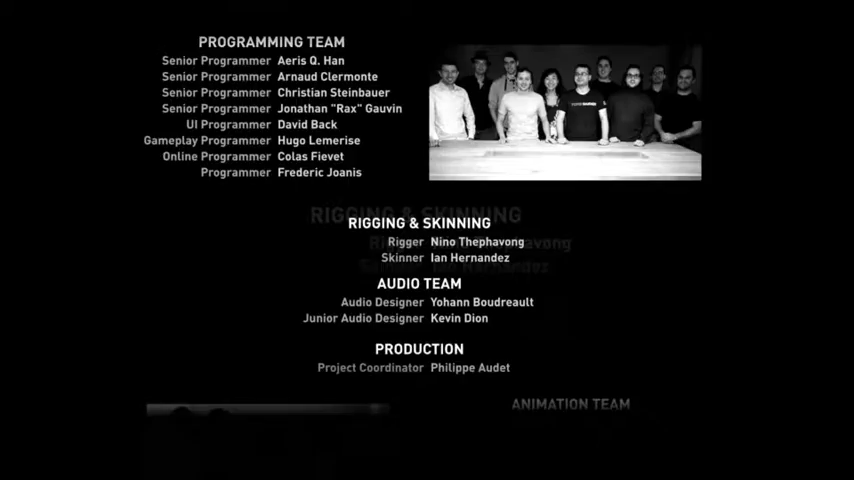 PROGRAMMING TEAM
Senior Programmer Aeris Q. Han
Senior Programmer Arnaud Clermonte
Senior Programmer Christian Steinbauer
Senior Programmer Jonathan "Rax" Gauvin
UI Programmer David Back
Gameplay Programmer Hugo Lemerise
Online Programmer Colas Fievet
Programmer Frederic Joanis
RIGGING & SKINNING
Rigger Nino Thephavong
Skinner Ian Hernandez
AUDIO TEAM
Audio Designer Yohann Boudreault
Junior Audio Designer Kevin Dion
PRODUCTION
Project Coordinator Philippe Audet
ANIMATION TEAM